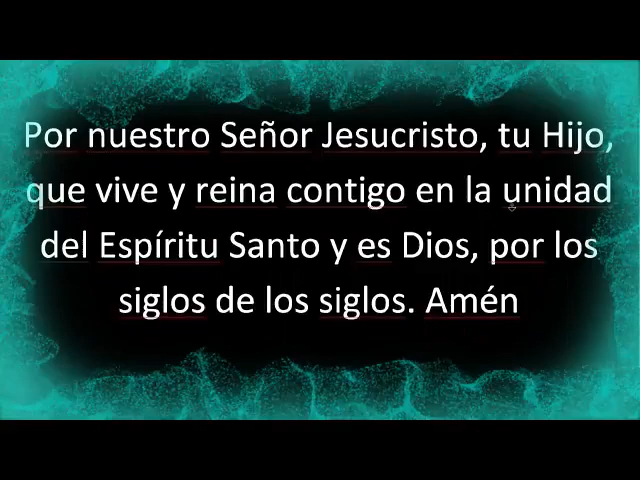 Por nuestro Señor Jesucristo, tu Hijo,
que vive y reina contigo en la unidad
del Espíritu Santo y es Dios, por los
siglos de los siglos. Amén